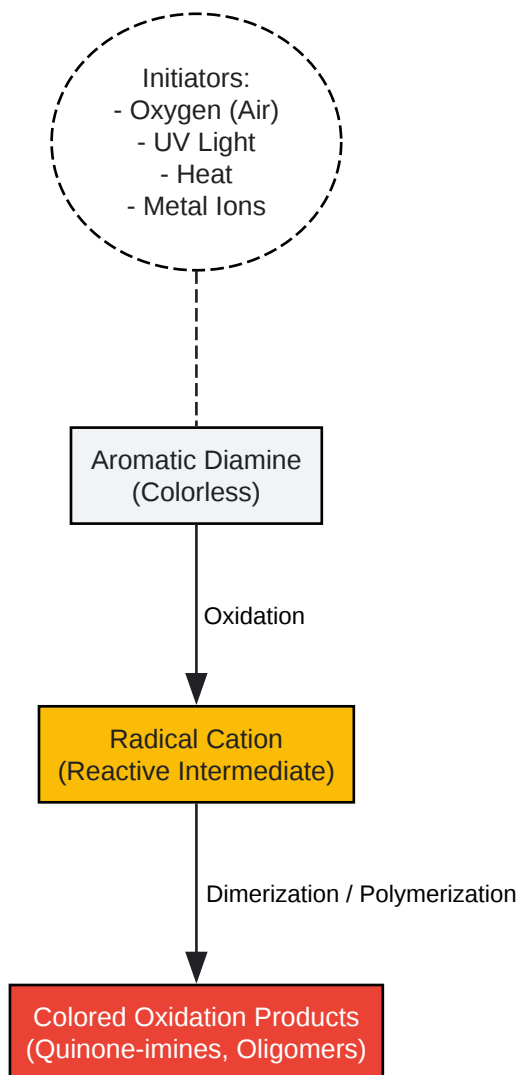 Initiators:
- Oxygen (Air)
- UV Light
- Heat
- Metal Ions
Aromatic Diamine
(Colorless)
Oxidation
Radical Cation
(Reactive Intermediate)
Dimerization / Polymerization
Colored Oxidation Products
(Quinone-imines, Oligomers)